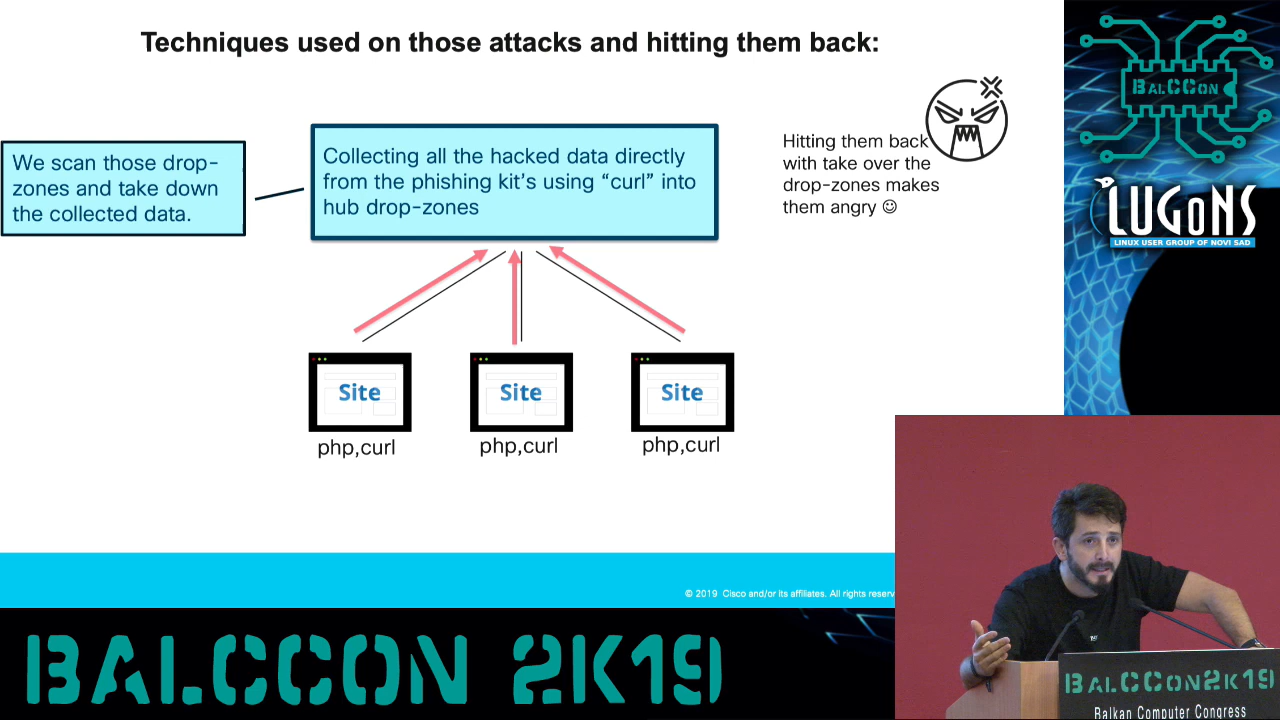 Techniques used on those attacks and hitting them back:
We scan those drop-
zones and take down
the collected data.
Collecting all the hacked data directly
from the phishing kit's using “curl” into
hub drop-zones
Hitting them back
with take over the
drop-zones makes
them angry ☺
Site
Site
Site
php,curl
php,curl
php,curl
© 2019 Cisco and/or its affiliates. All rights reserv
BALCCON 2K19
BALCCON
LUGoNS
LINUX USER GROUP OF NOVI SAD
BALCCON2K19
Balkan Computer Congress